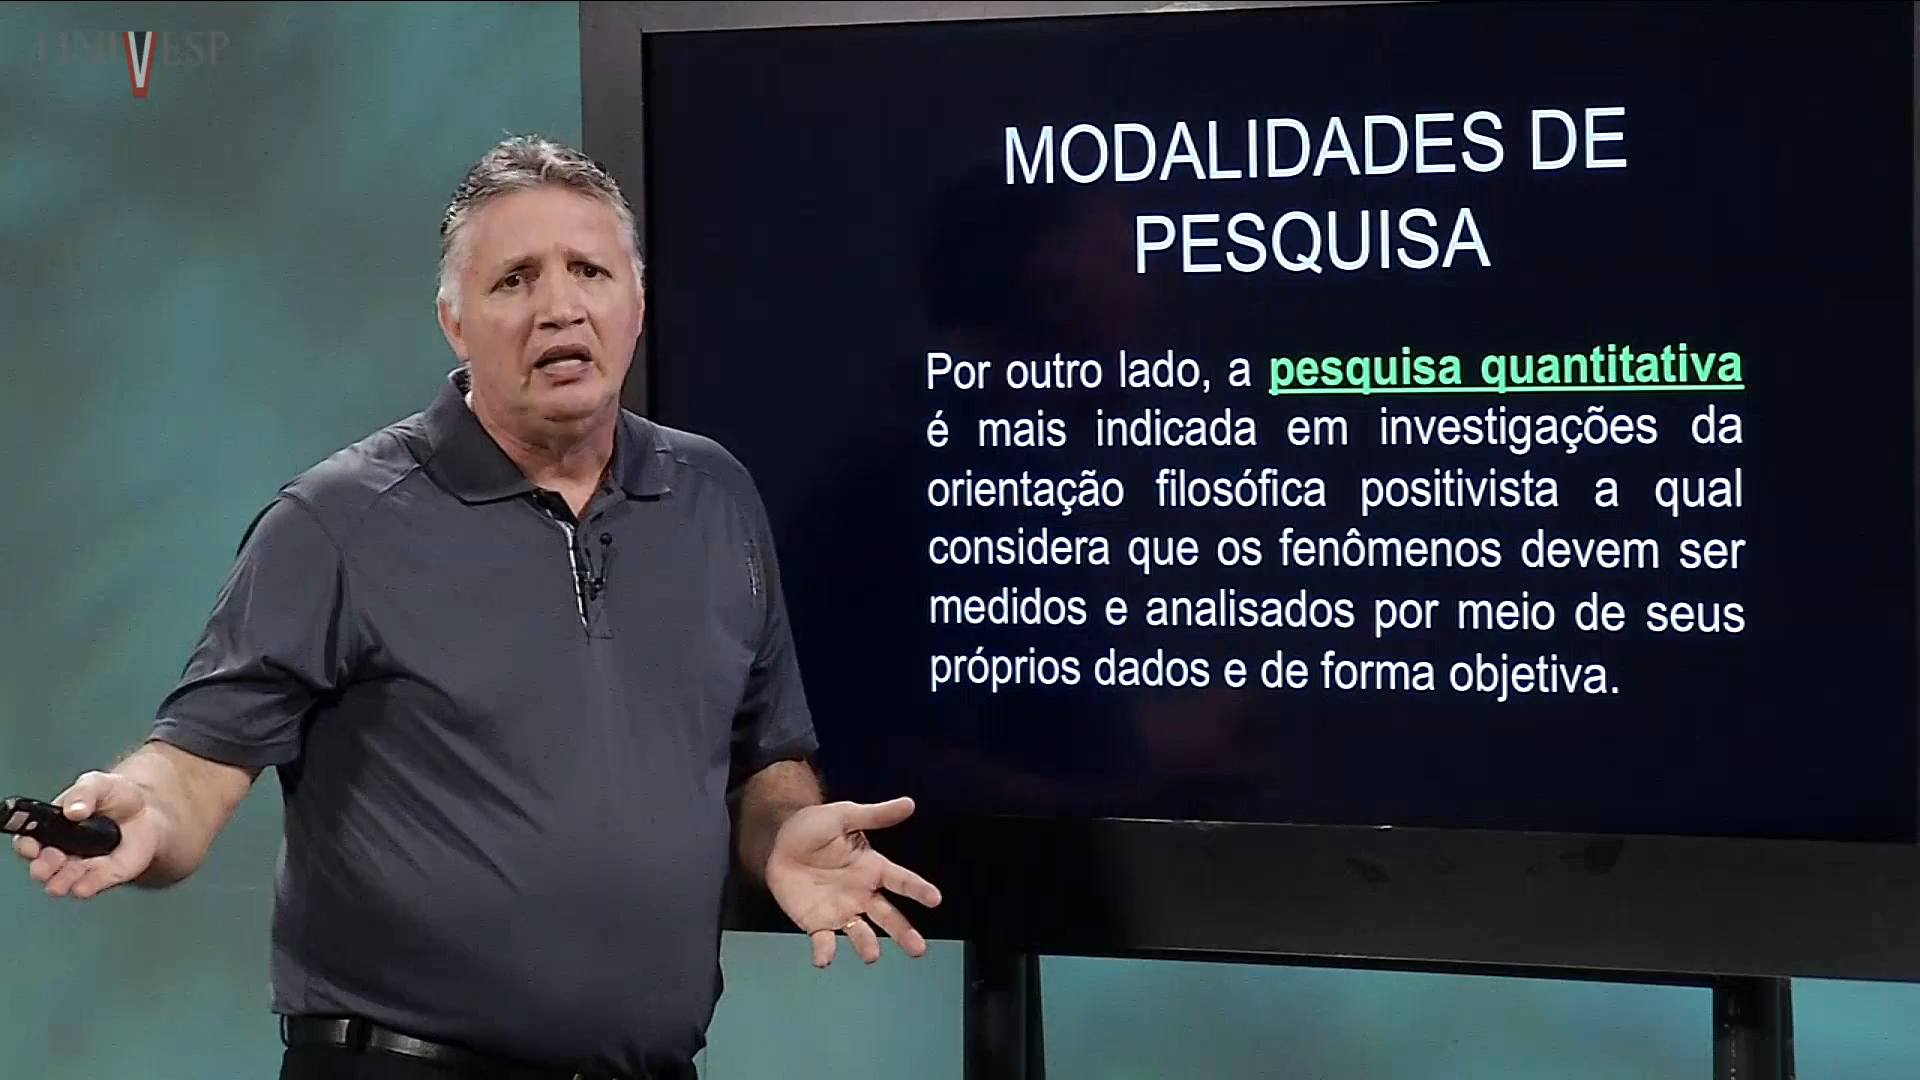 UNIVESP
MODALIDADES DE
PESQUISA
Por outro lado, a pesquisa quantitativa
é mais indicada em investigações da
orientação filosófica positivista a qual
considera que os fenômenos devem ser
medidos e analisados por meio de seus
próprios dados e de forma objetiva.